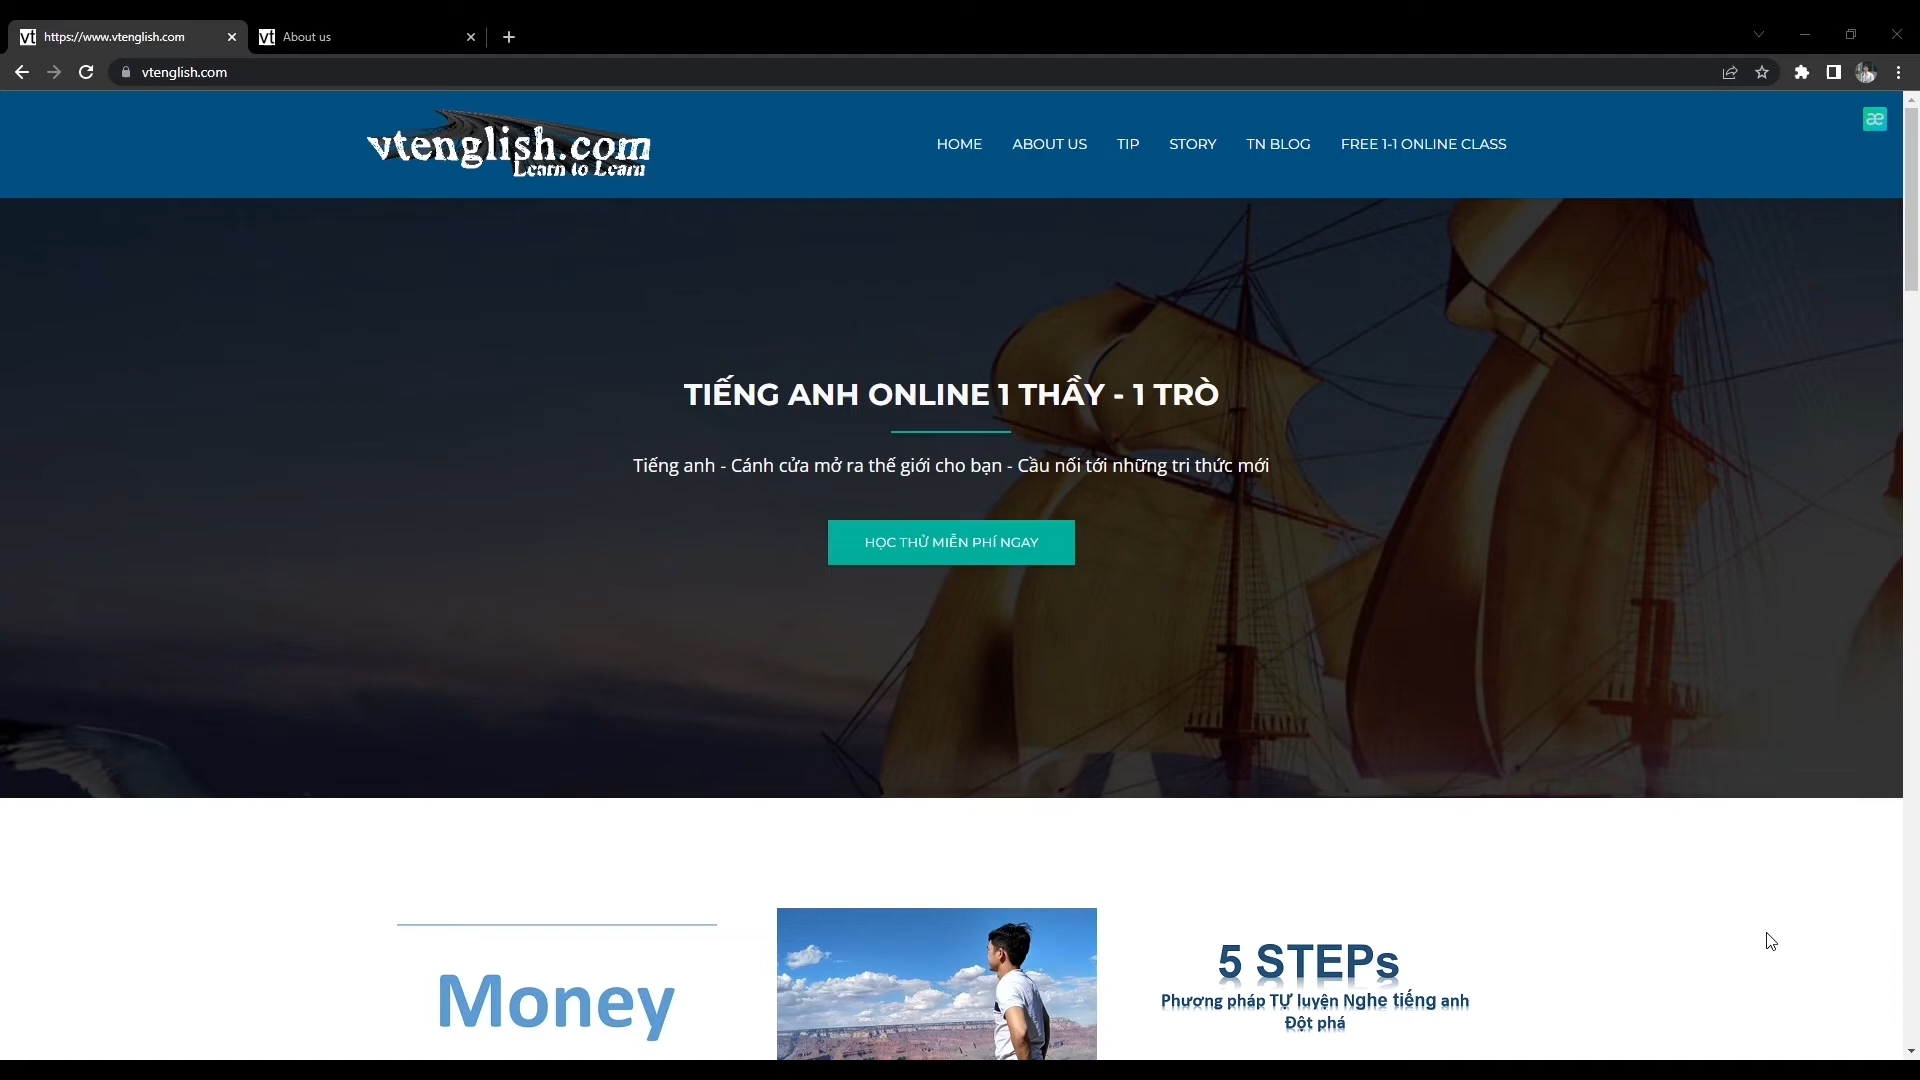 https://www.vtenglish.com
About us
vtenglish.com
vtenglish.com
Learn to Learn
HOME
ABOUT US
TIP
STORY
TN BLOG
FREE 1-1 ONLINE CLASS
æ
TIẾNG ANH ONLINE 1 THẦY - 1 TRÒ
Tiếng anh - Cánh cửa mở ra thế giới cho bạn - Cầu nối tới những tri thức mới
HỌC THỬ MIỄN PHÍ NGAY
Money
5 STEPs
Phương pháp TỰ luyện Nghe tiếng anh
Đột phá